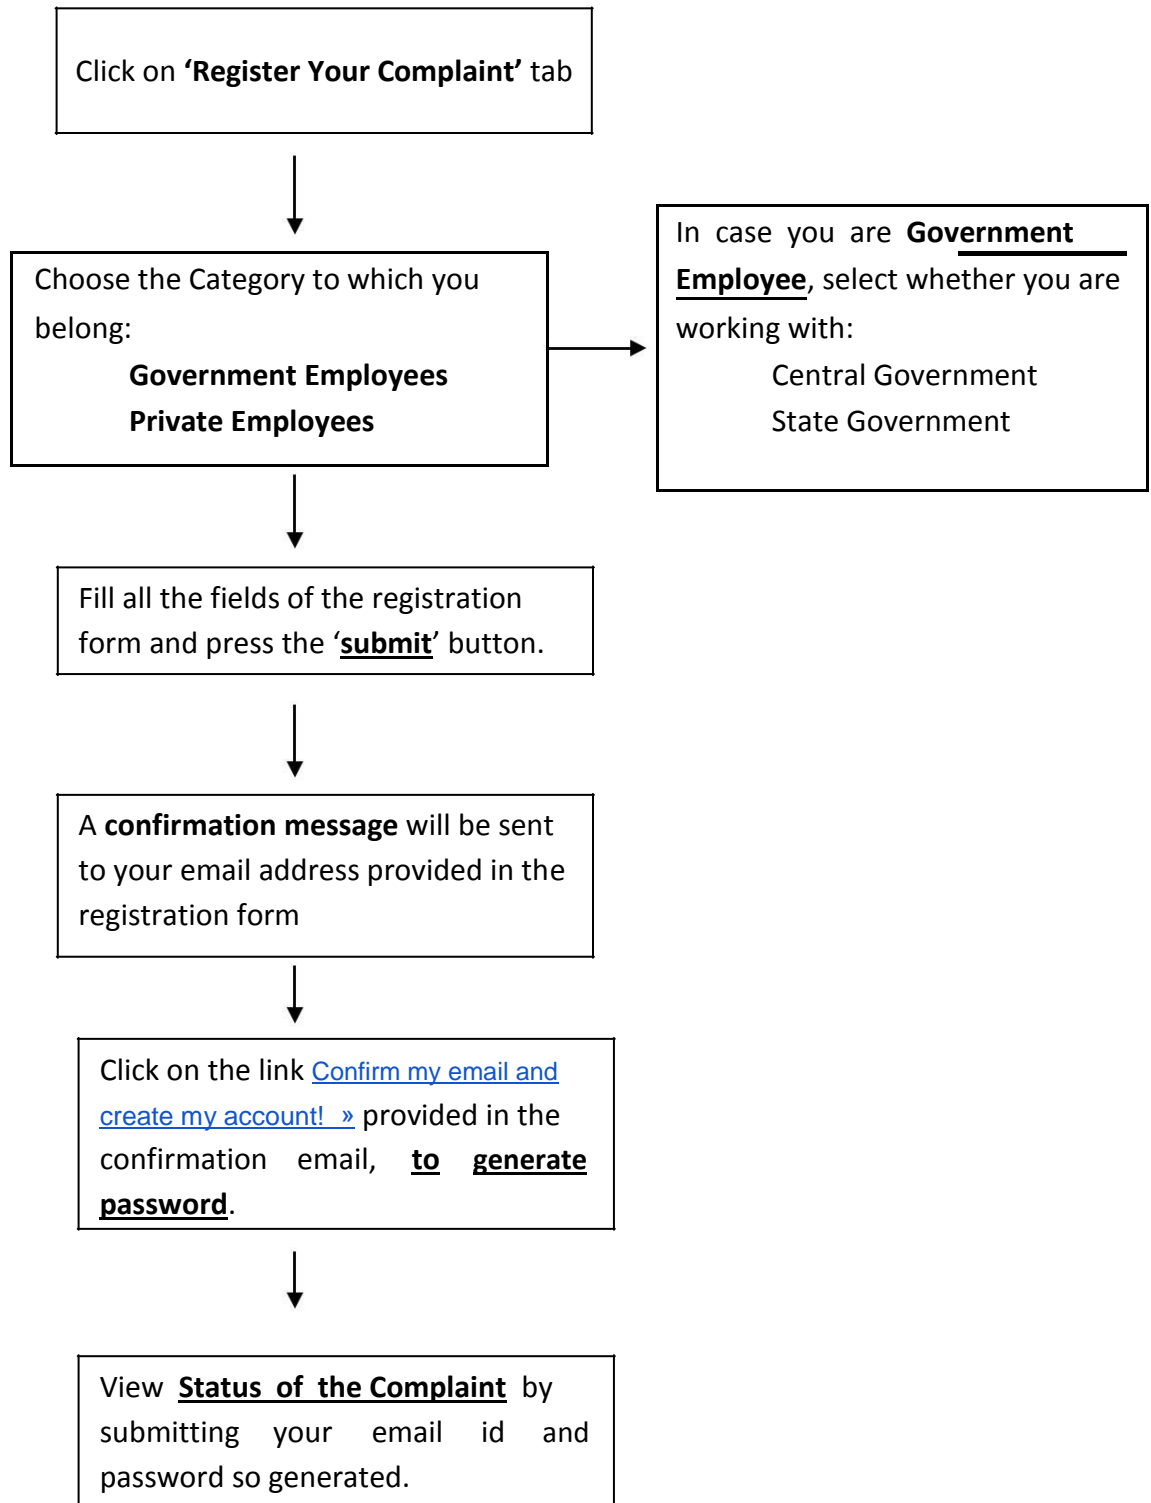 Click on ‘Register Your Complaint’ tab
Choose the Category to which you
belong:
Government Employees
Private Employees
In case you are Government
Employee, select whether you are
working with:
Central Government
State Government
Fill all the fields of the registration
form and press the ‘submit’ button.
A confirmation message will be sent
to your email address provided in the
registration form
Click on the link Confirm my email and
create my account! » provided in the
confirmation email, to generate
password.
View Status of the Complaint by
submitting your email id and
password so generated.